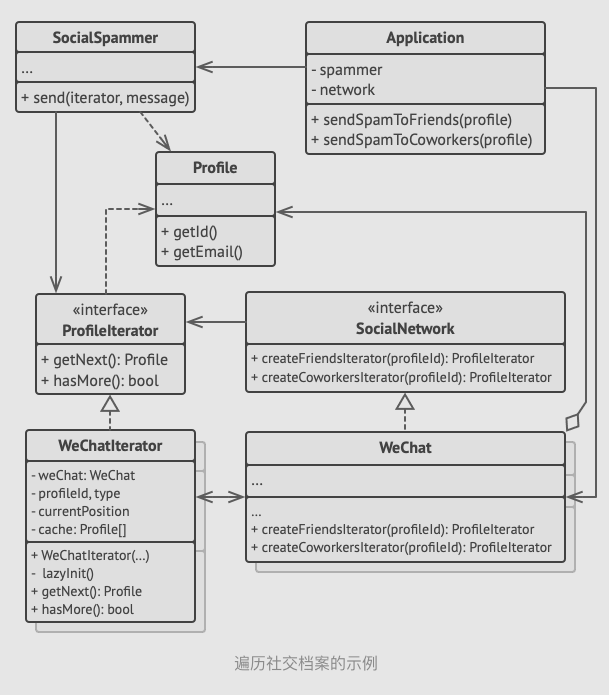 SocialSpammer
...
+ send(iterator, message)
Application
- spammer
- network
+ sendSpamToFriends(profile)
+ sendSpamToCoworkers(profile)
Profile
...
+ getId()
+ getEmail()
«interface»
ProfileIterator
+ getNext(): Profile
+ hasMore(): bool
«interface»
SocialNetwork
+ createFriendsIterator(profileId): ProfileIterator
+ createCoworkersIterator(profileId): ProfileIterator
WeChatIterator
- weChat: WeChat
- profileId, type
- currentPosition
- cache: Profile[]
+ WeChatIterator(...)
- lazyInit()
+ getNext(): Profile
+ hasMore(): bool
WeChat
...
...
+ createFriendsIterator(profileId): ProfileIterator
+ createCoworkersIterator(profileId): ProfileIterator
遍历社交档案的示例